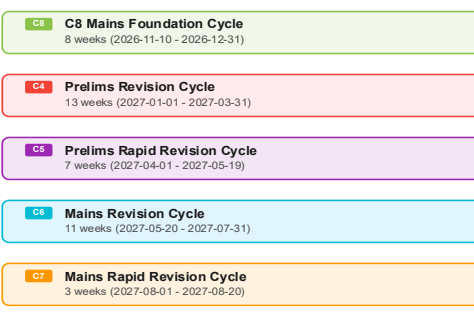 C8 C8 Mains Foundation Cycle
8 weeks (2026-11-10 - 2026-12-31)
C4 Prelims Revision Cycle
13 weeks (2027-01-01 - 2027-03-31)
C5 Prelims Rapid Revision Cycle
7 weeks (2027-04-01 - 2027-05-19)
C6 Mains Revision Cycle
11 weeks (2027-05-20 - 2027-07-31)
C7 Mains Rapid Revision Cycle
3 weeks (2027-08-01 - 2027-08-20)